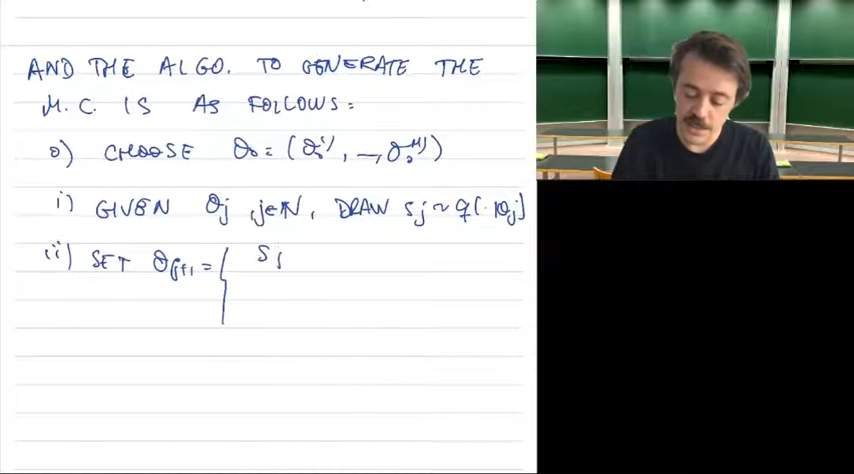 AND THE ALGO. TO GENERATE THE
M.C. IS AS FOLLOWS:
0) CHOOSE θ₀ = (θ₀⁽¹⁾, …, θ₀⁽ᴹ⁾)
i) GIVEN θj, j∈ℕ, DRAW sj ~ q(·|θj)
ii) SET θj+1 = { sj